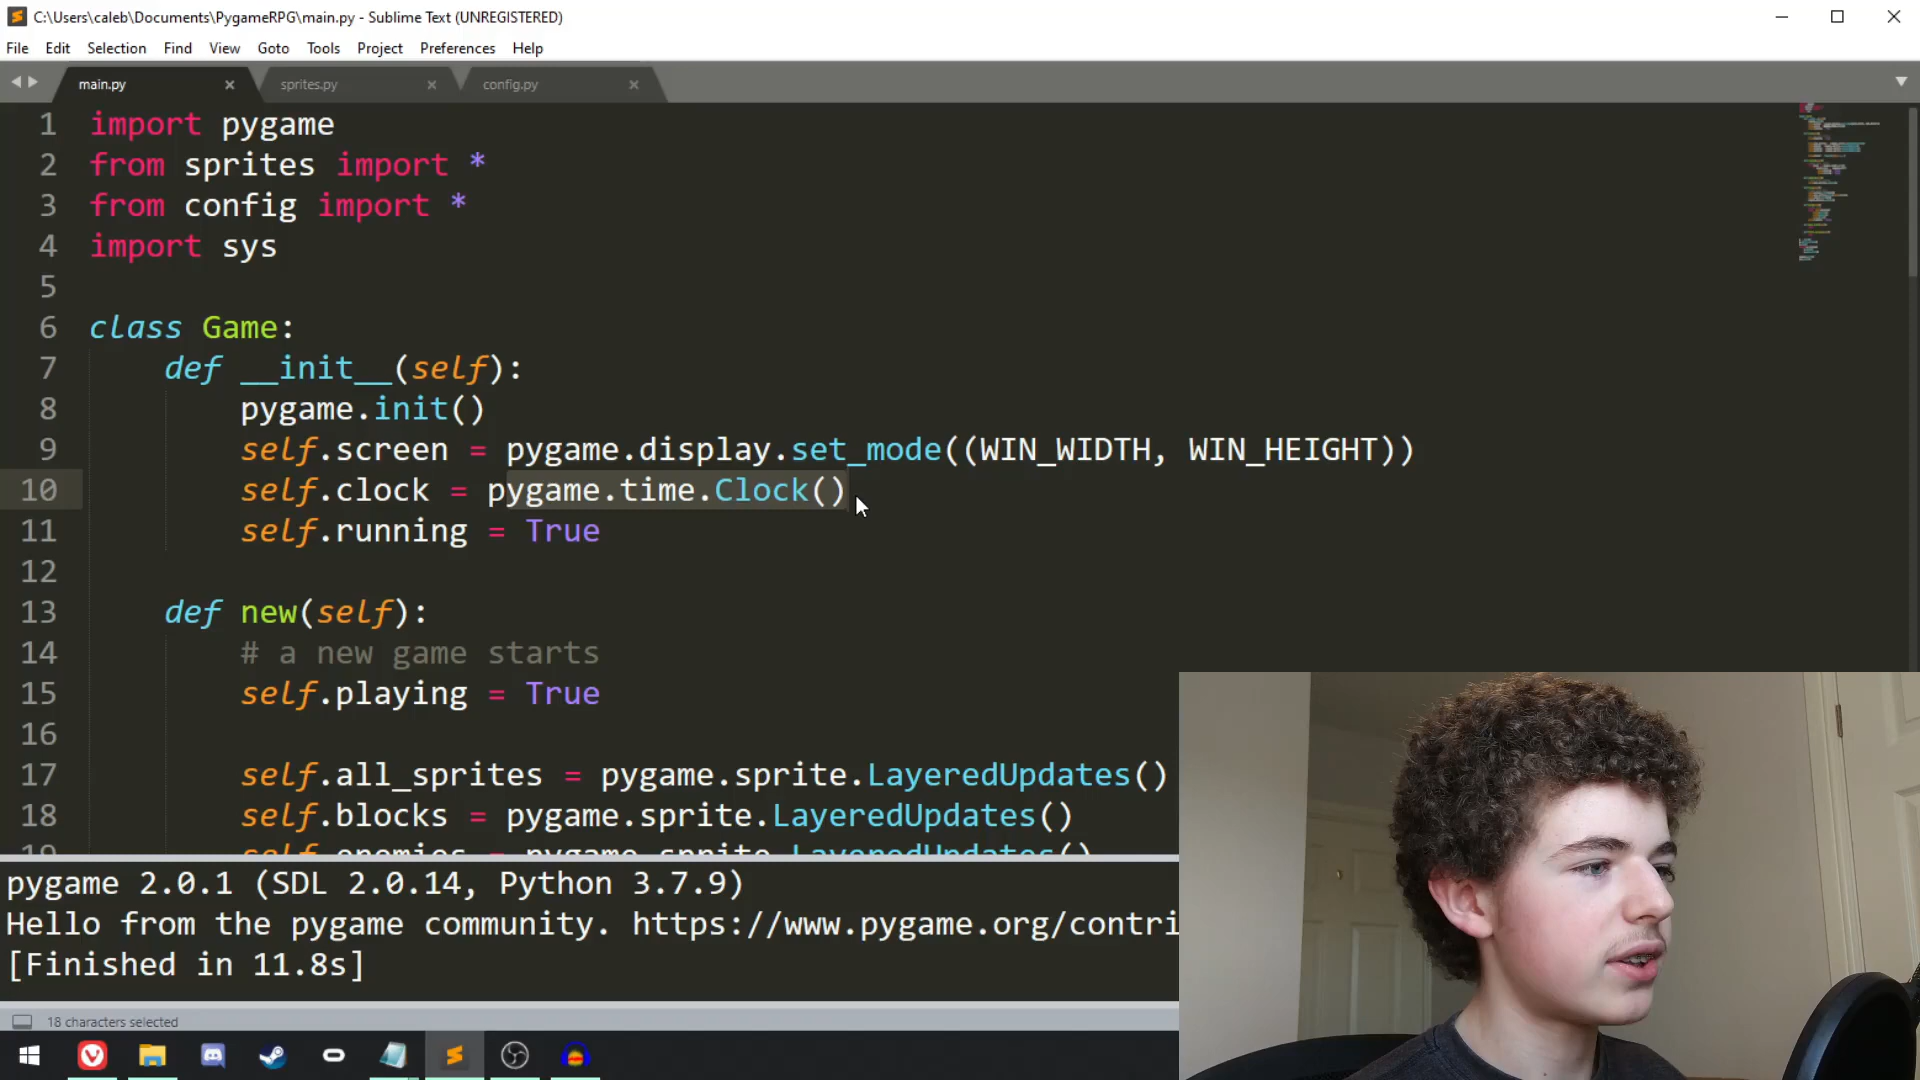 C:\Users\caleb\Documents\PygameRPG\main.py - Sublime Text (UNREGISTERED)
File Edit Selection Find View Goto Tools Project Preferences Help
main.py sprites.py config.py
1 import pygame
2 from sprites import *
3 from config import *
4 import sys
5
6 class Game:
7 def __init__(self):
8 pygame.init()
9 self.screen = pygame.display.set_mode((WIN_WIDTH, WIN_HEIGHT))
10 self.clock = pygame.time.Clock()
11 self.running = True
12
13 def new(self):
14 # a new game starts
15 self.playing = True
16
17 self.all_sprites = pygame.sprite.LayeredUpdates()
18 self.blocks = pygame.sprite.LayeredUpdates()
19 self.enemies = pygame.sprite.LayeredUpdates()
pygame 2.0.1 (SDL 2.0.14, Python 3.7.9)
Hello from the pygame community. https://www.pygame.org/contri
[Finished in 11.8s]
18 characters selected